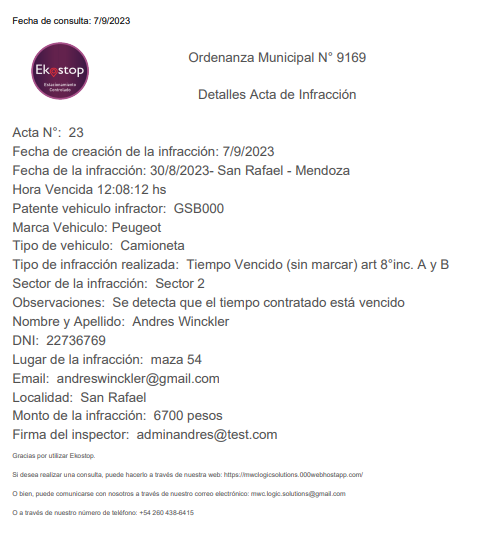 Fecha de consulta: 7/9/2023
Ekostop
Estacionamiento
Controlado
Ordenanza Municipal N° 9169
Detalles Acta de Infracción
Acta N°: 23
Fecha de creación de la infracción: 7/9/2023
Fecha de la infracción: 30/8/2023- San Rafael - Mendoza
Hora Vencida 12:08:12 hs
Patente vehiculo infractor: GSB000
Marca Vehiculo: Peugeot
Tipo de vehiculo: Camioneta
Tipo de infracción realizada: Tiempo Vencido (sin marcar) art 8°inc. A y B
Sector de la infracción: Sector 2
Observaciones: Se detecta que el tiempo contratado está vencido
Nombre y Apellido: Andres Winckler
DNI: 22736769
Lugar de la infracción: maza 54
Email: andreswinckler@gmail.com
Localidad: San Rafael
Monto de la infracción: 6700 pesos
Firma del inspector: adminandres@test.com
Gracias por utilizar Ekostop.
Si desea realizar una consulta, puede hacerlo a través de nuestra web: https://mwclogicsolutions.000webhostapp.com/
O bien, puede comunicarse con nosotros a través de nuestro correo electrónico: mwc.logic.solutions@gmail.com
O a través de nuestro número de teléfono: +54 260 438-6415